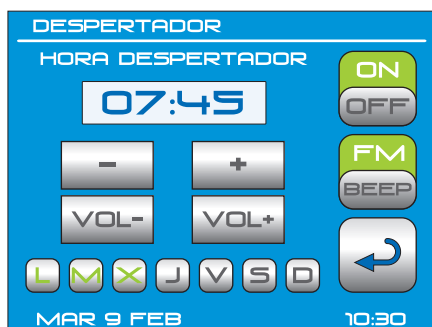 DESPERTADOR
HORA DESPERTADOR
07:45
ON
OFF
- +
FM
BEEP
VOL- VOL+
L M X J V S D
MAR 9 FEB 10:30